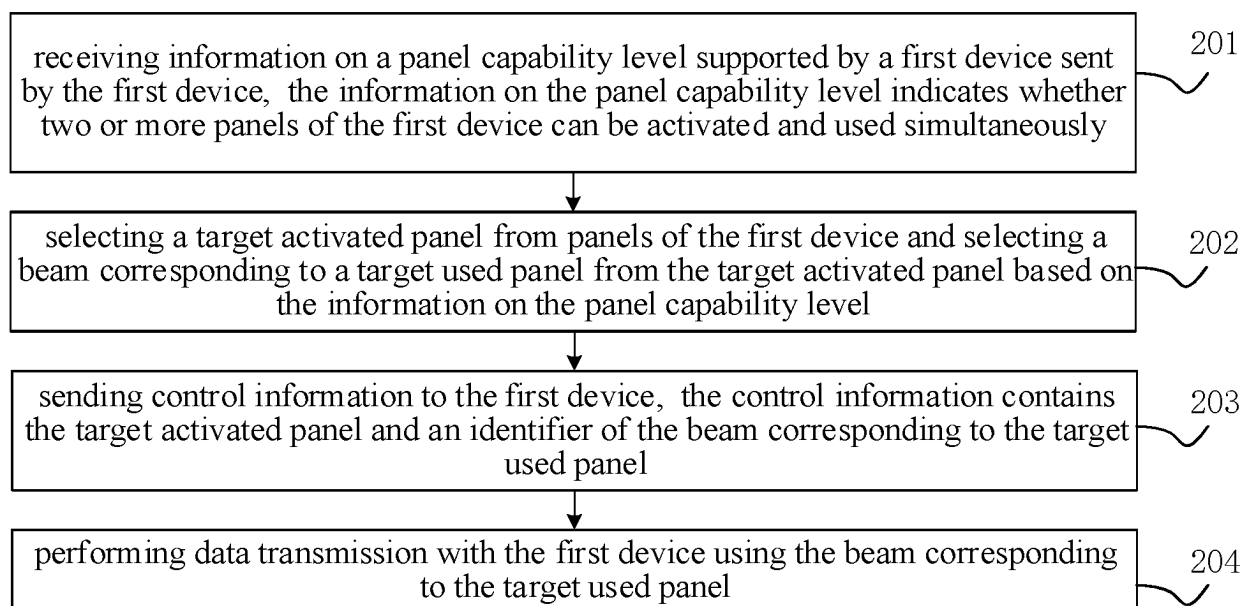 receiving information on a panel capability level supported by a first device sent
by the first device, the information on the panel capability level indicates whether
two or more panels of the first device can be activated and used simultaneously
201
selecting a target activated panel from panels of the first device and selecting a
beam corresponding to a target used panel from the target activated panel based on
the information on the panel capability level
202
sending control information to the first device, the control information contains
the target activated panel and an identifier of the beam corresponding to the target
used panel
203
performing data transmission with the first device using the beam corresponding
to the target used panel
204